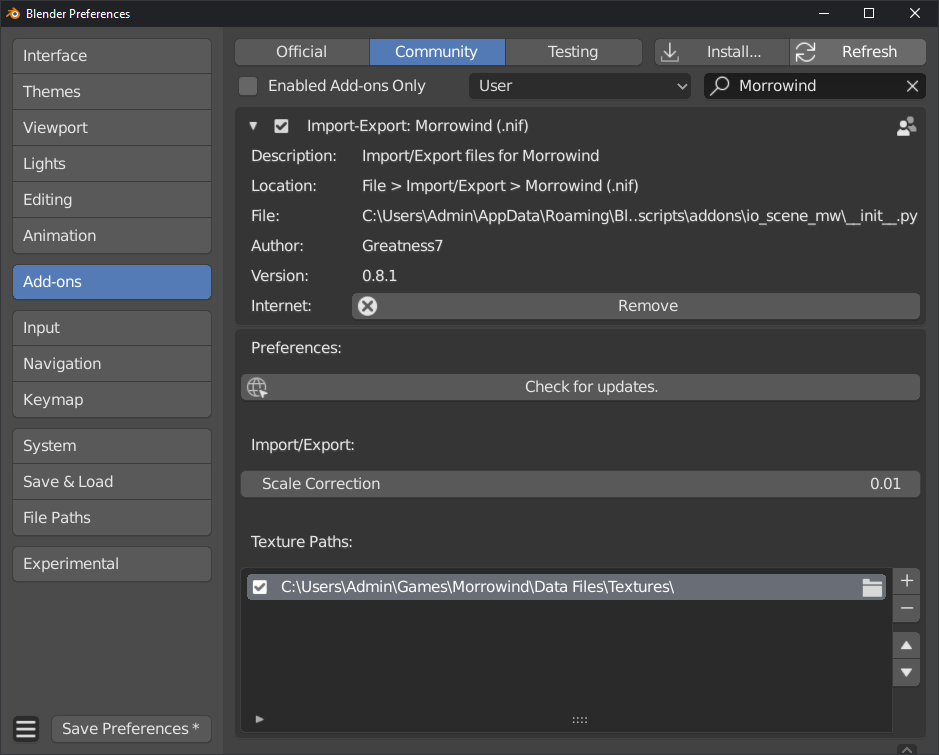 Blender Preferences
Interface
Themes
Viewport
Lights
Editing
Animation
Add-ons
Input
Navigation
Keymap
System
Save & Load
File Paths
Experimental
Save Preferences *
Official Community Testing Install... Refresh
Enabled Add-ons Only User Morrowind
Import-Export: Morrowind (.nif)
Description: Import/Export files for Morrowind
Location: File > Import/Export > Morrowind (.nif)
File: C:\Users\Admin\AppData\Roaming\Bl..scripts\addons\io_scene_mw\__init__.py
Author: Greatness7
Version: 0.8.1
Internet: Remove
Preferences:
Check for updates.
Import/Export:
Scale Correction 0.01
Texture Paths:
C:\Users\Admin\Games\Morrowind\Data Files\Textures\